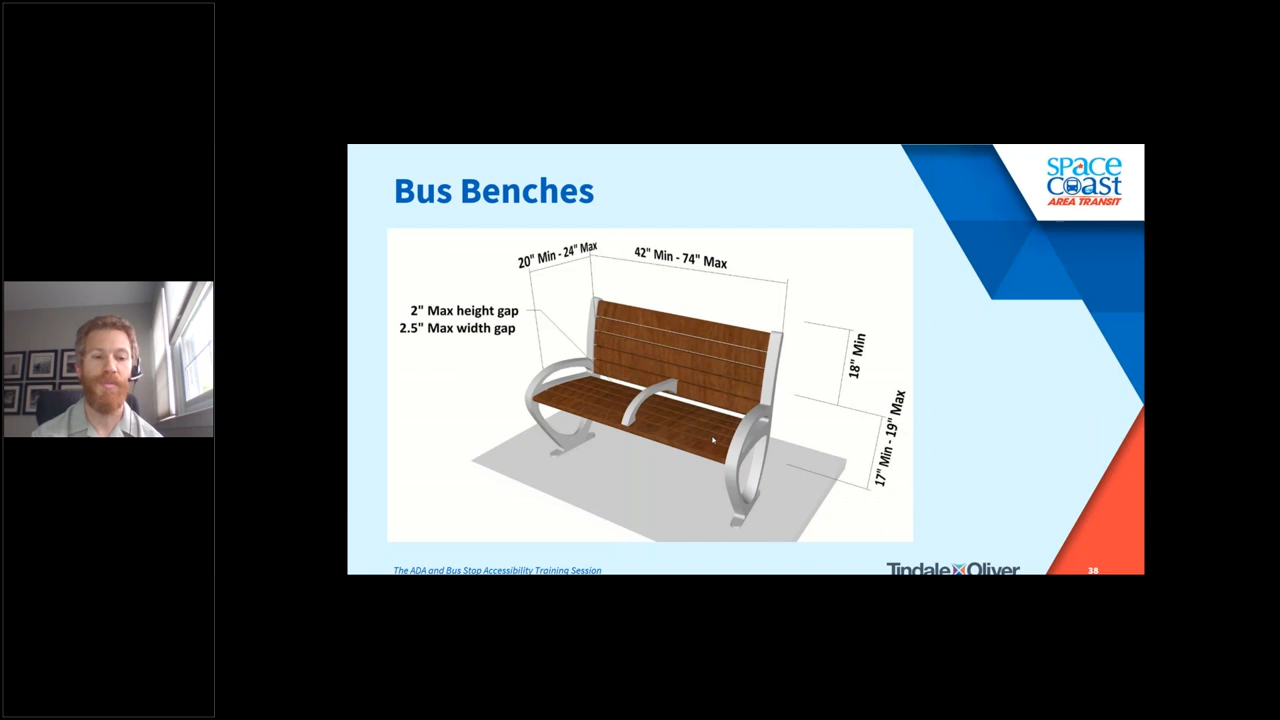 Bus Benches
space
coast
AREA TRANSIT
20" Min - 24" Max
42" Min - 74" Max
2" Max height gap
2.5" Max width gap
18" Min
17" Min - 19" Max
The ADA and Bus Stop Accessibility Training Session
Tindale Oliver
38